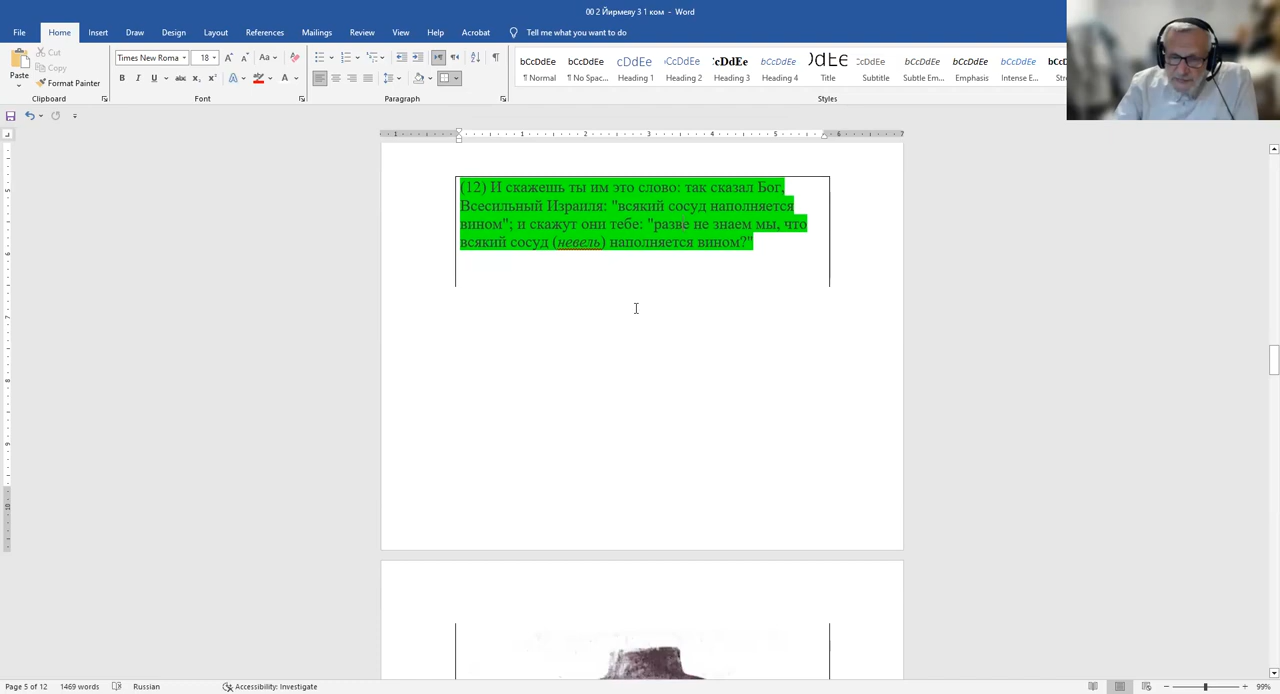 00 2 Йирмеяу 3 1 ком - Word
File Home Insert Draw Design Layout References Mailings Review View Help Acrobat Tell me what you want to do
Paste
Cut
Copy
Format Painter
Clipboard
Times New Roma 18
Font
Paragraph
¶ Normal
¶ No Spac...
Heading 1
Heading 2
Heading 3
Heading 4
Title
Subtitle
Subtle Em...
Emphasis
Intense E...
Styles
(12) И скажешь ты им это слово: так сказал Бог,
Всесильный Израиля: "всякий сосуд наполняется
вином"; и скажут они тебе: "разве не знаем мы, что
всякий сосуд (невель) наполняется вином?"
Page 5 of 12 1469 words Russian Accessibility: Investigate 99%